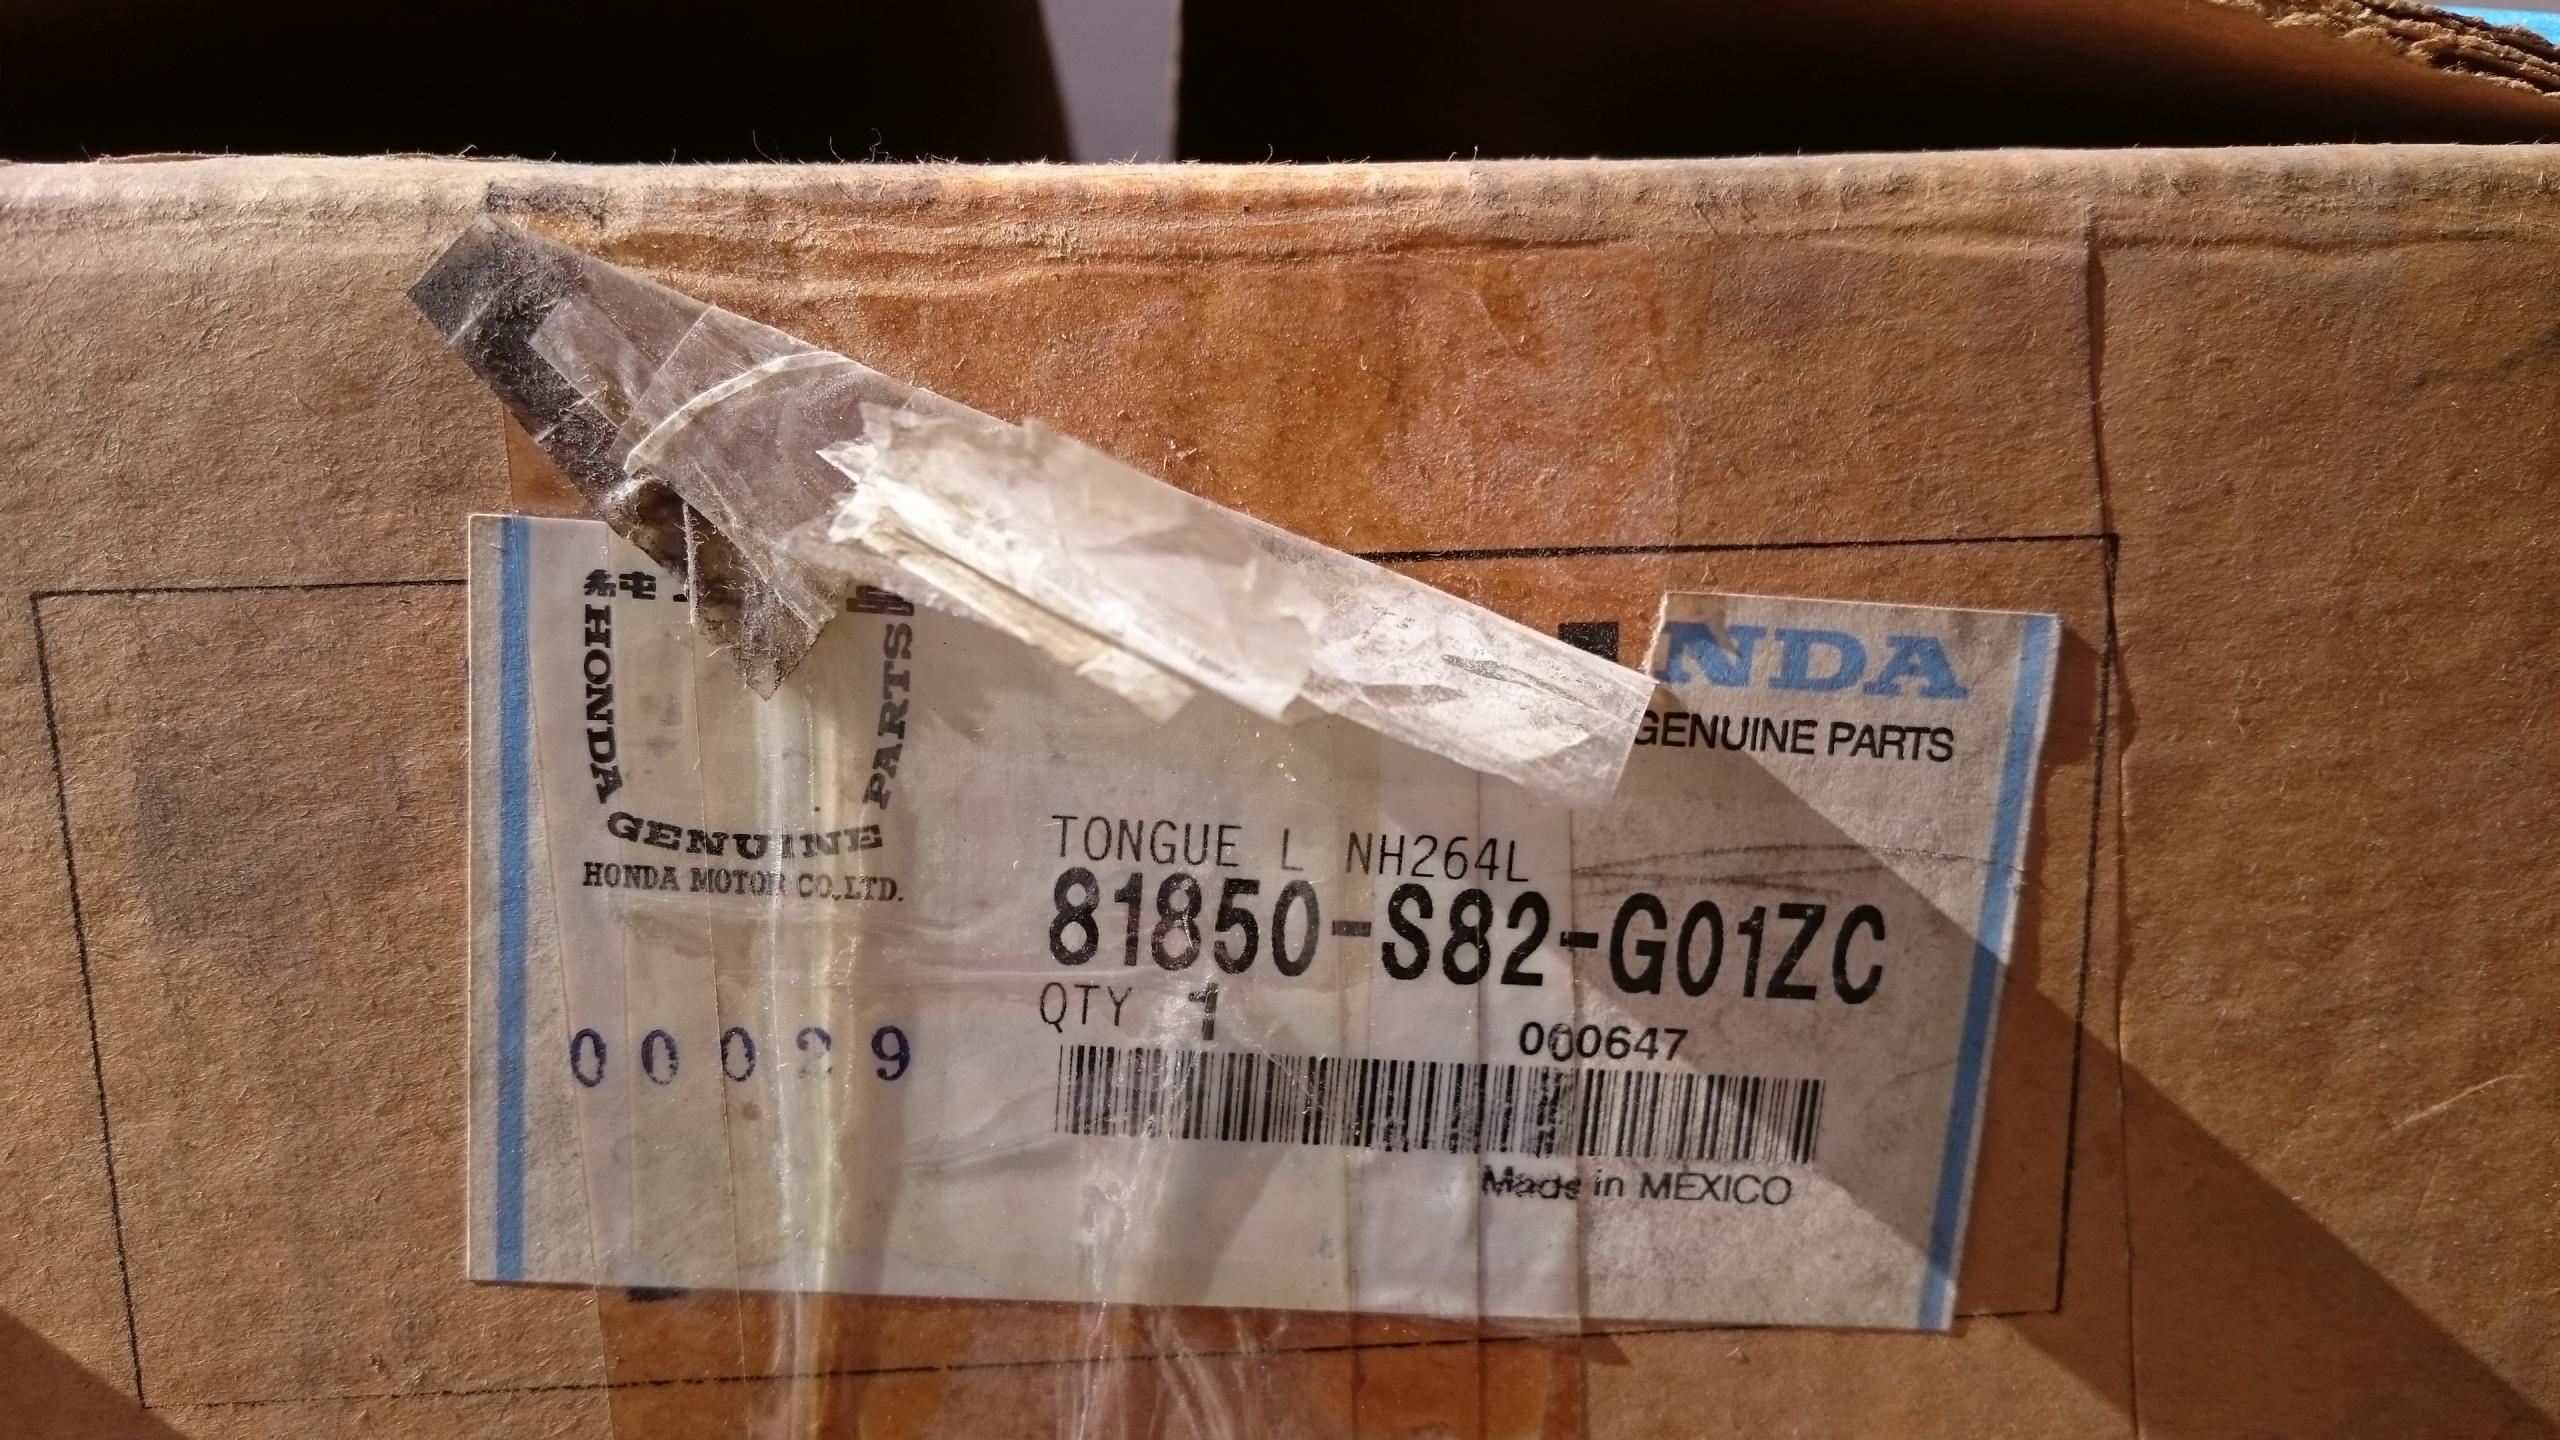 純
HONDA GENUINE PARTS
HONDA MOTOR CO.,LTD.
NDA
GENUINE PARTS
TONGUE L NH264L
81850-S82-G01ZC
QTY 1
000647
00029
Made in MEXICO